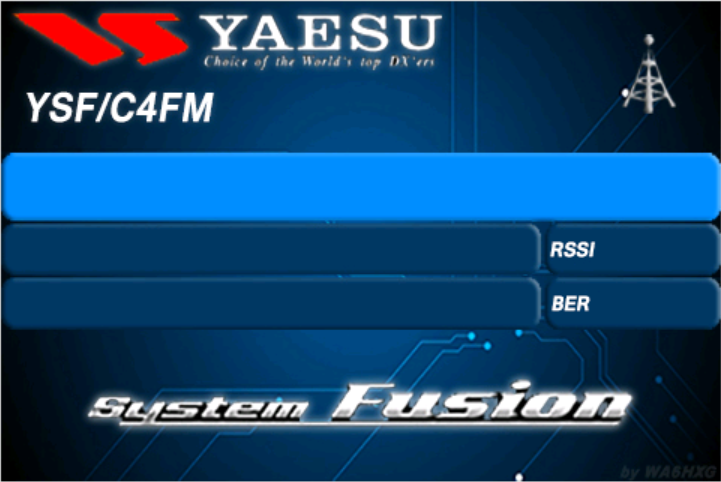 YAESU
Choice of the World's top DX'ers
YSF/C4FM
RSSI
BER
System Fusion
by WA6HXG